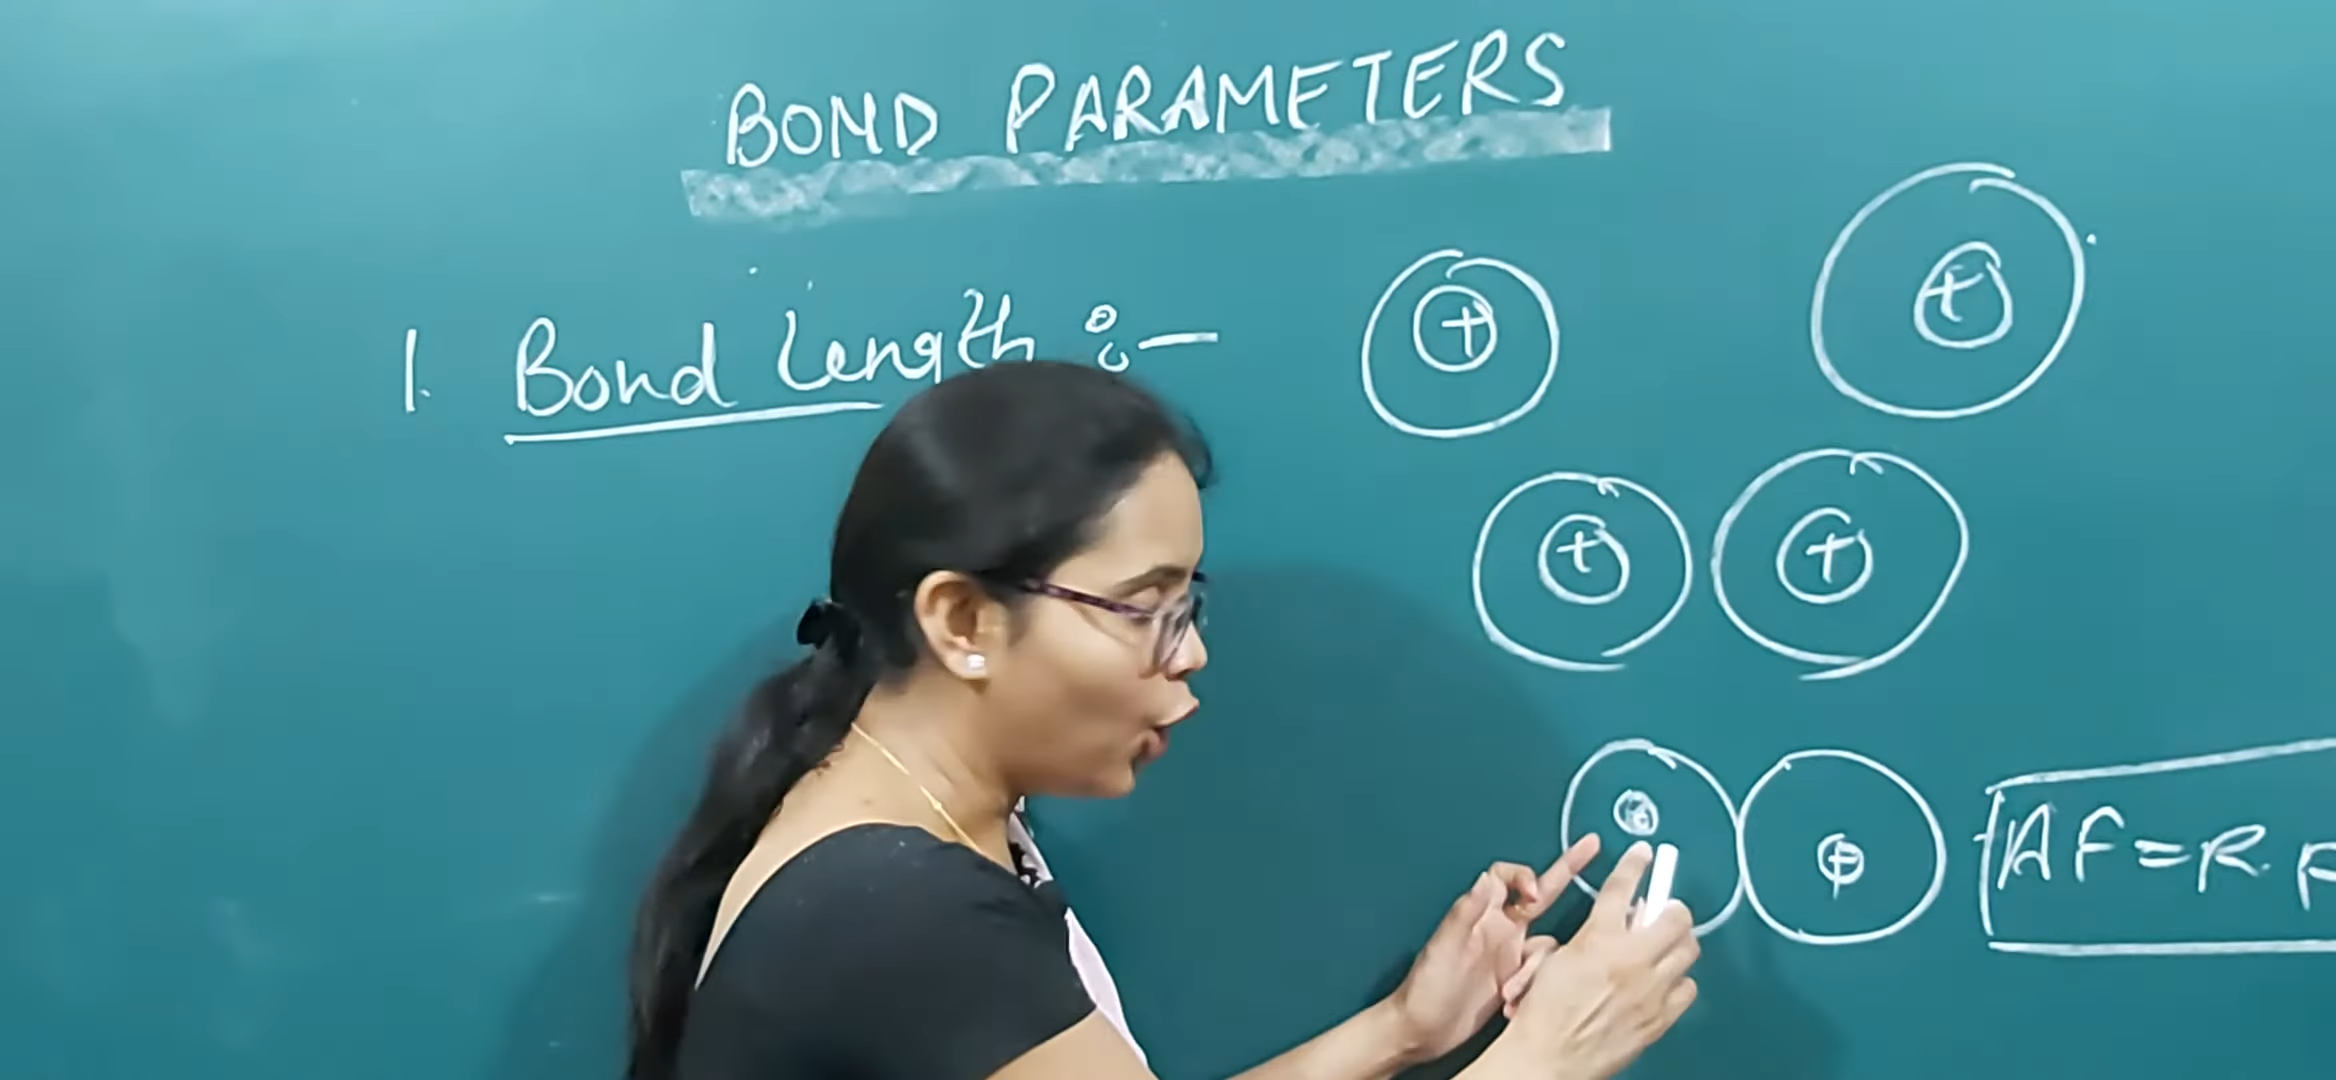 BOND PARAMETERS
1. Bond Length :-
+
+
+ +
+
AF = R.F